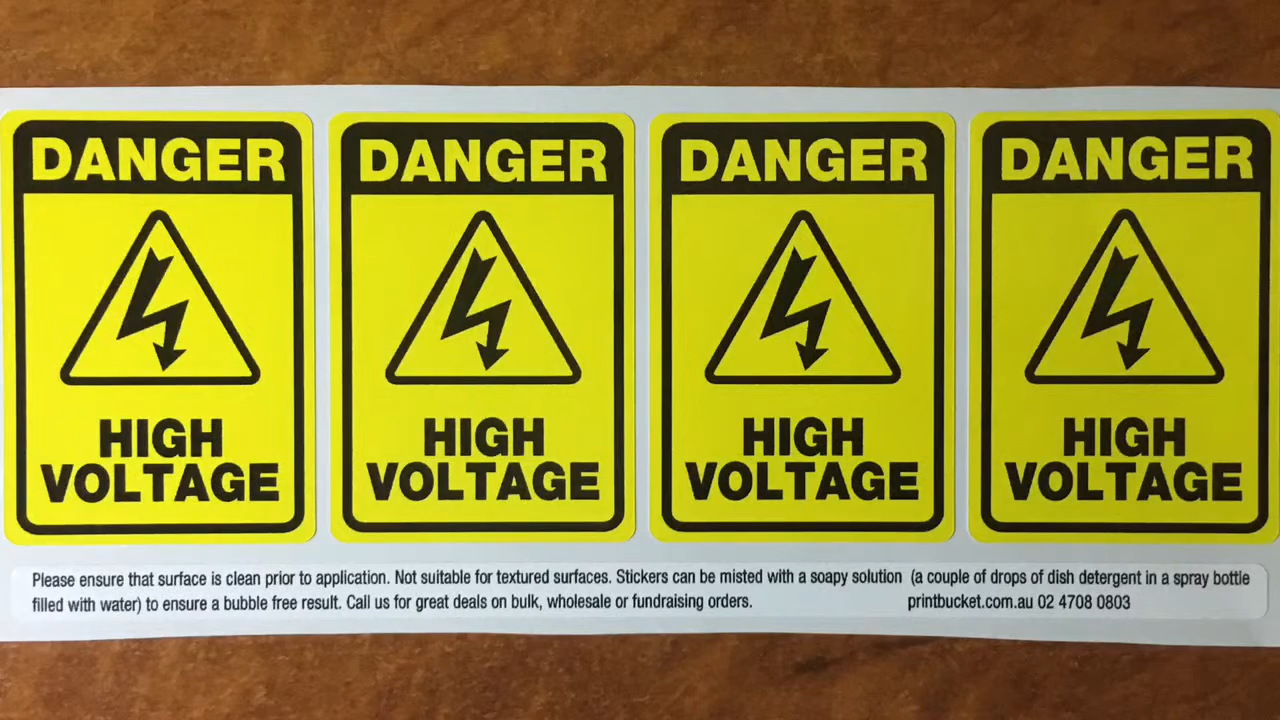 DANGER DANGER DANGER DANGER
HIGH HIGH HIGH HIGH
VOLTAGE VOLTAGE VOLTAGE VOLTAGE
Please ensure that surface is clean prior to application. Not suitable for textured surfaces. Stickers can be misted with a soapy solution (a couple of drops of dish detergent in a spray bottle
filled with water) to ensure a bubble free result. Call us for great deals on bulk, wholesale or fundraising orders. printbucket.com.au 02 4708 0803